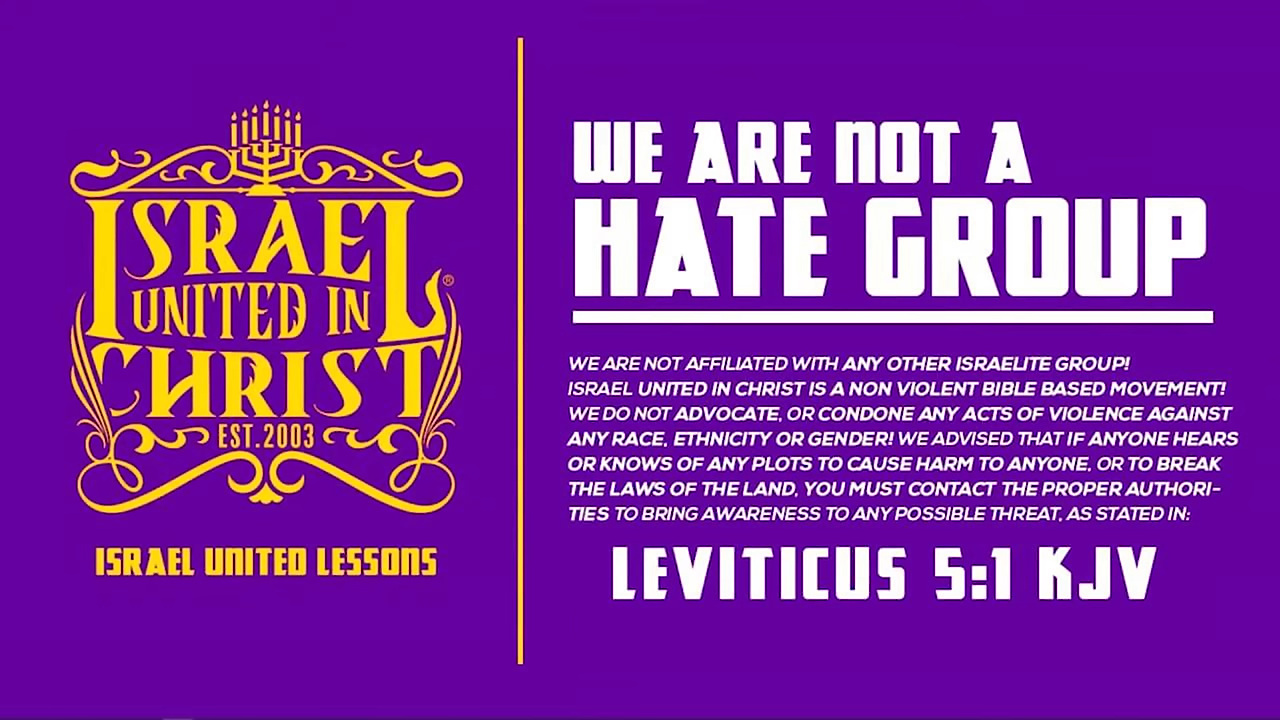 ISRAEL
UNITED IN
CHRIST
®
EST.2003
ISRAEL UNITED LESSONS
WE ARE NOT A
HATE GROUP
WE ARE NOT AFFILIATED WITH ANY OTHER ISRAELITE GROUP!
ISRAEL UNITED IN CHRIST IS A NON VIOLENT BIBLE BASED MOVEMENT!
WE DO NOT ADVOCATE, OR CONDONE ANY ACTS OF VIOLENCE AGAINST
ANY RACE, ETHNICITY OR GENDER! WE ADVISED THAT IF ANYONE HEARS
OR KNOWS OF ANY PLOTS TO CAUSE HARM TO ANYONE, OR TO BREAK
THE LAWS OF THE LAND, YOU MUST CONTACT THE PROPER AUTHORI-
TIES TO BRING AWARENESS TO ANY POSSIBLE THREAT, AS STATED IN:
LEVITICUS 5:1 KJV